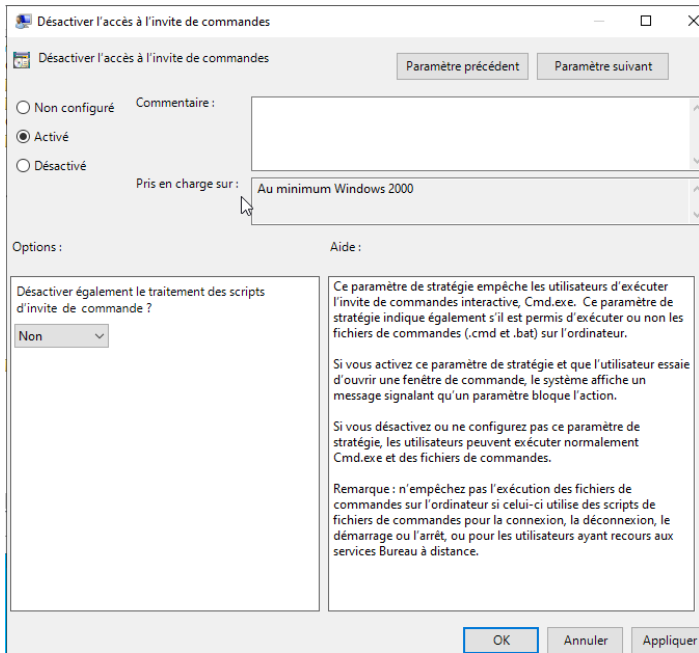 Désactiver l'accès à l'invite de commandes
Désactiver l'accès à l'invite de commandes
Paramètre précédent
Paramètre suivant
Non configuré
Commentaire :
Activé
Désactivé
Pris en charge sur :
Au minimum Windows 2000
Options :
Aide :
Désactiver également le traitement des scripts
d'invite de commande ?
Non
Ce paramètre de stratégie empêche les utilisateurs d'exécuter
l'invite de commandes interactive, Cmd.exe.  Ce paramètre de
stratégie indique également s'il est permis d'exécuter ou non les
fichiers de commandes (.cmd et .bat) sur l'ordinateur.
Si vous activez ce paramètre de stratégie et que l'utilisateur essaie
d'ouvrir une fenêtre de commande, le système affiche un
message signalant qu'un paramètre bloque l'action.
Si vous désactivez ou ne configurez pas ce paramètre de
stratégie, les utilisateurs peuvent exécuter normalement
Cmd.exe et des fichiers de commandes.
Remarque : n'empêchez pas l'exécution des fichiers de
commandes sur l'ordinateur si celui-ci utilise des scripts de
fichiers de commandes pour la connexion, la déconnexion, le
démarrage ou l'arrêt, ou pour les utilisateurs ayant recours aux
services Bureau à distance.
OK
Annuler
Appliquer